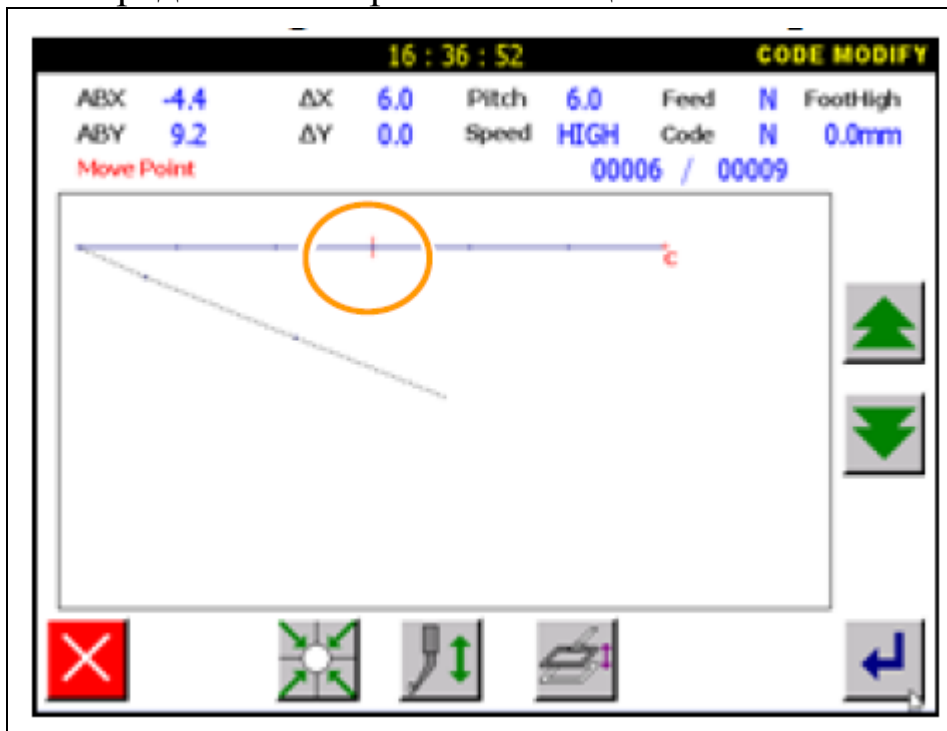 16 : 36 : 52 CODE MODIFY
ABX -4.4 ΔX 6.0 Pitch 6.0 Feed N FootHigh
ABY 9.2 ΔY 0.0 Speed HIGH Code N 0.0mm
Move Point 00006 / 00009
C